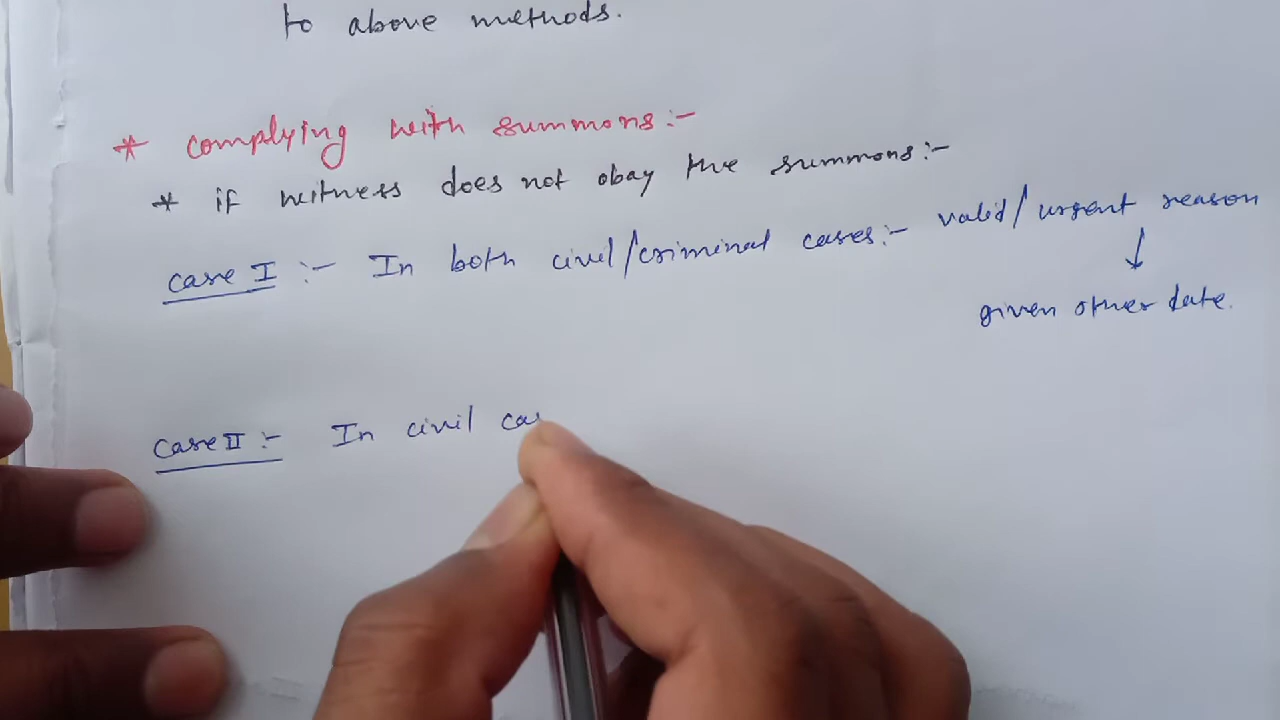 to above methods.
* complying with summons:-
* if witness does not obay the summons:-
case I :- In both civil/criminal cases:- valid/urgent reason
↓
given other date.
case II :- In civil cas